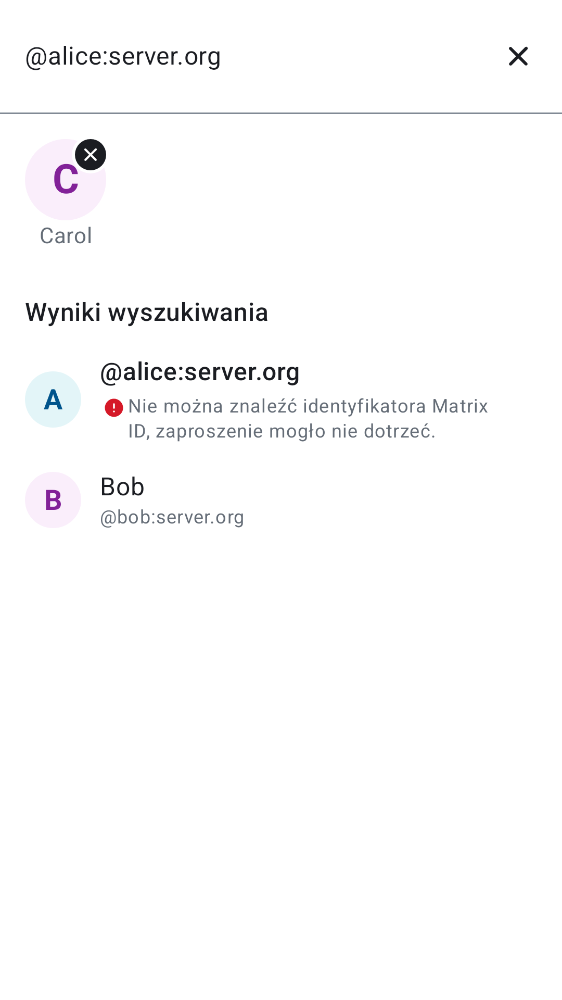 @alice:server.org
C
Carol
Wyniki wyszukiwania
A
@alice:server.org
Nie można znaleźć identyfikatora Matrix
ID, zaproszenie mogło nie dotrzeć.
B
Bob
@bob:server.org